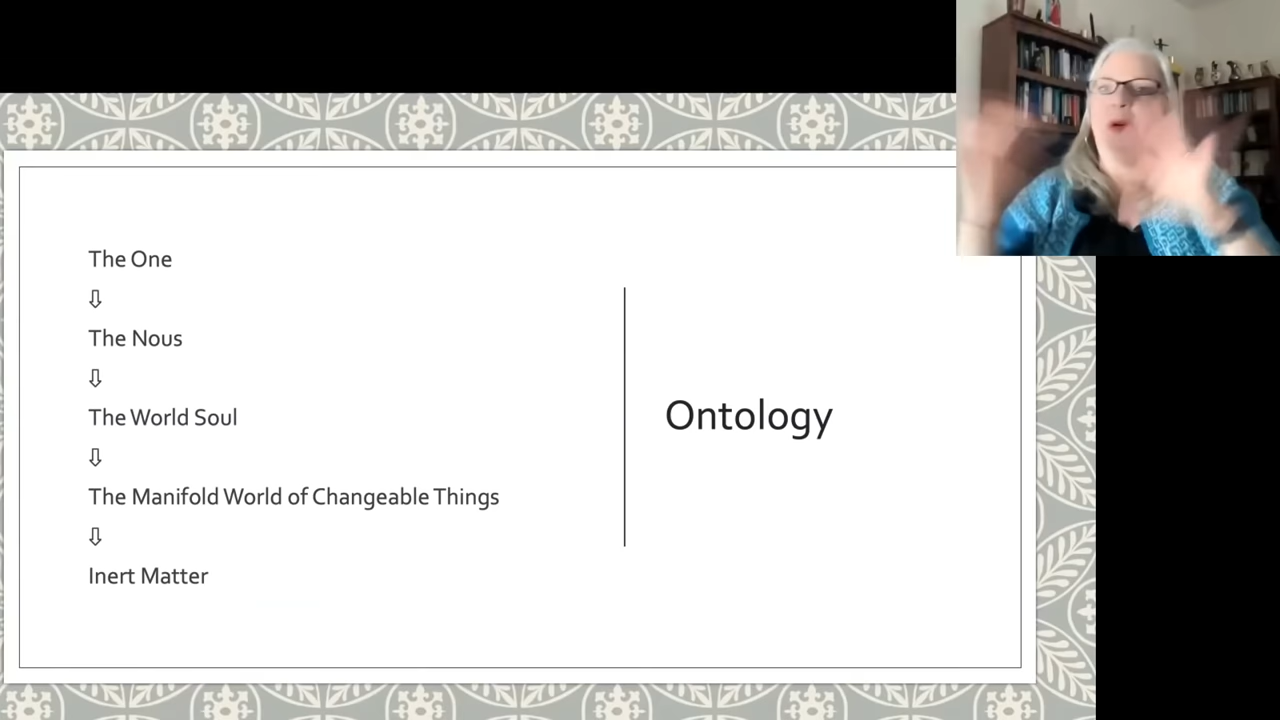 The One
⇩
The Nous
⇩
The World Soul
⇩
The Manifold World of Changeable Things
⇩
Inert Matter
Ontology